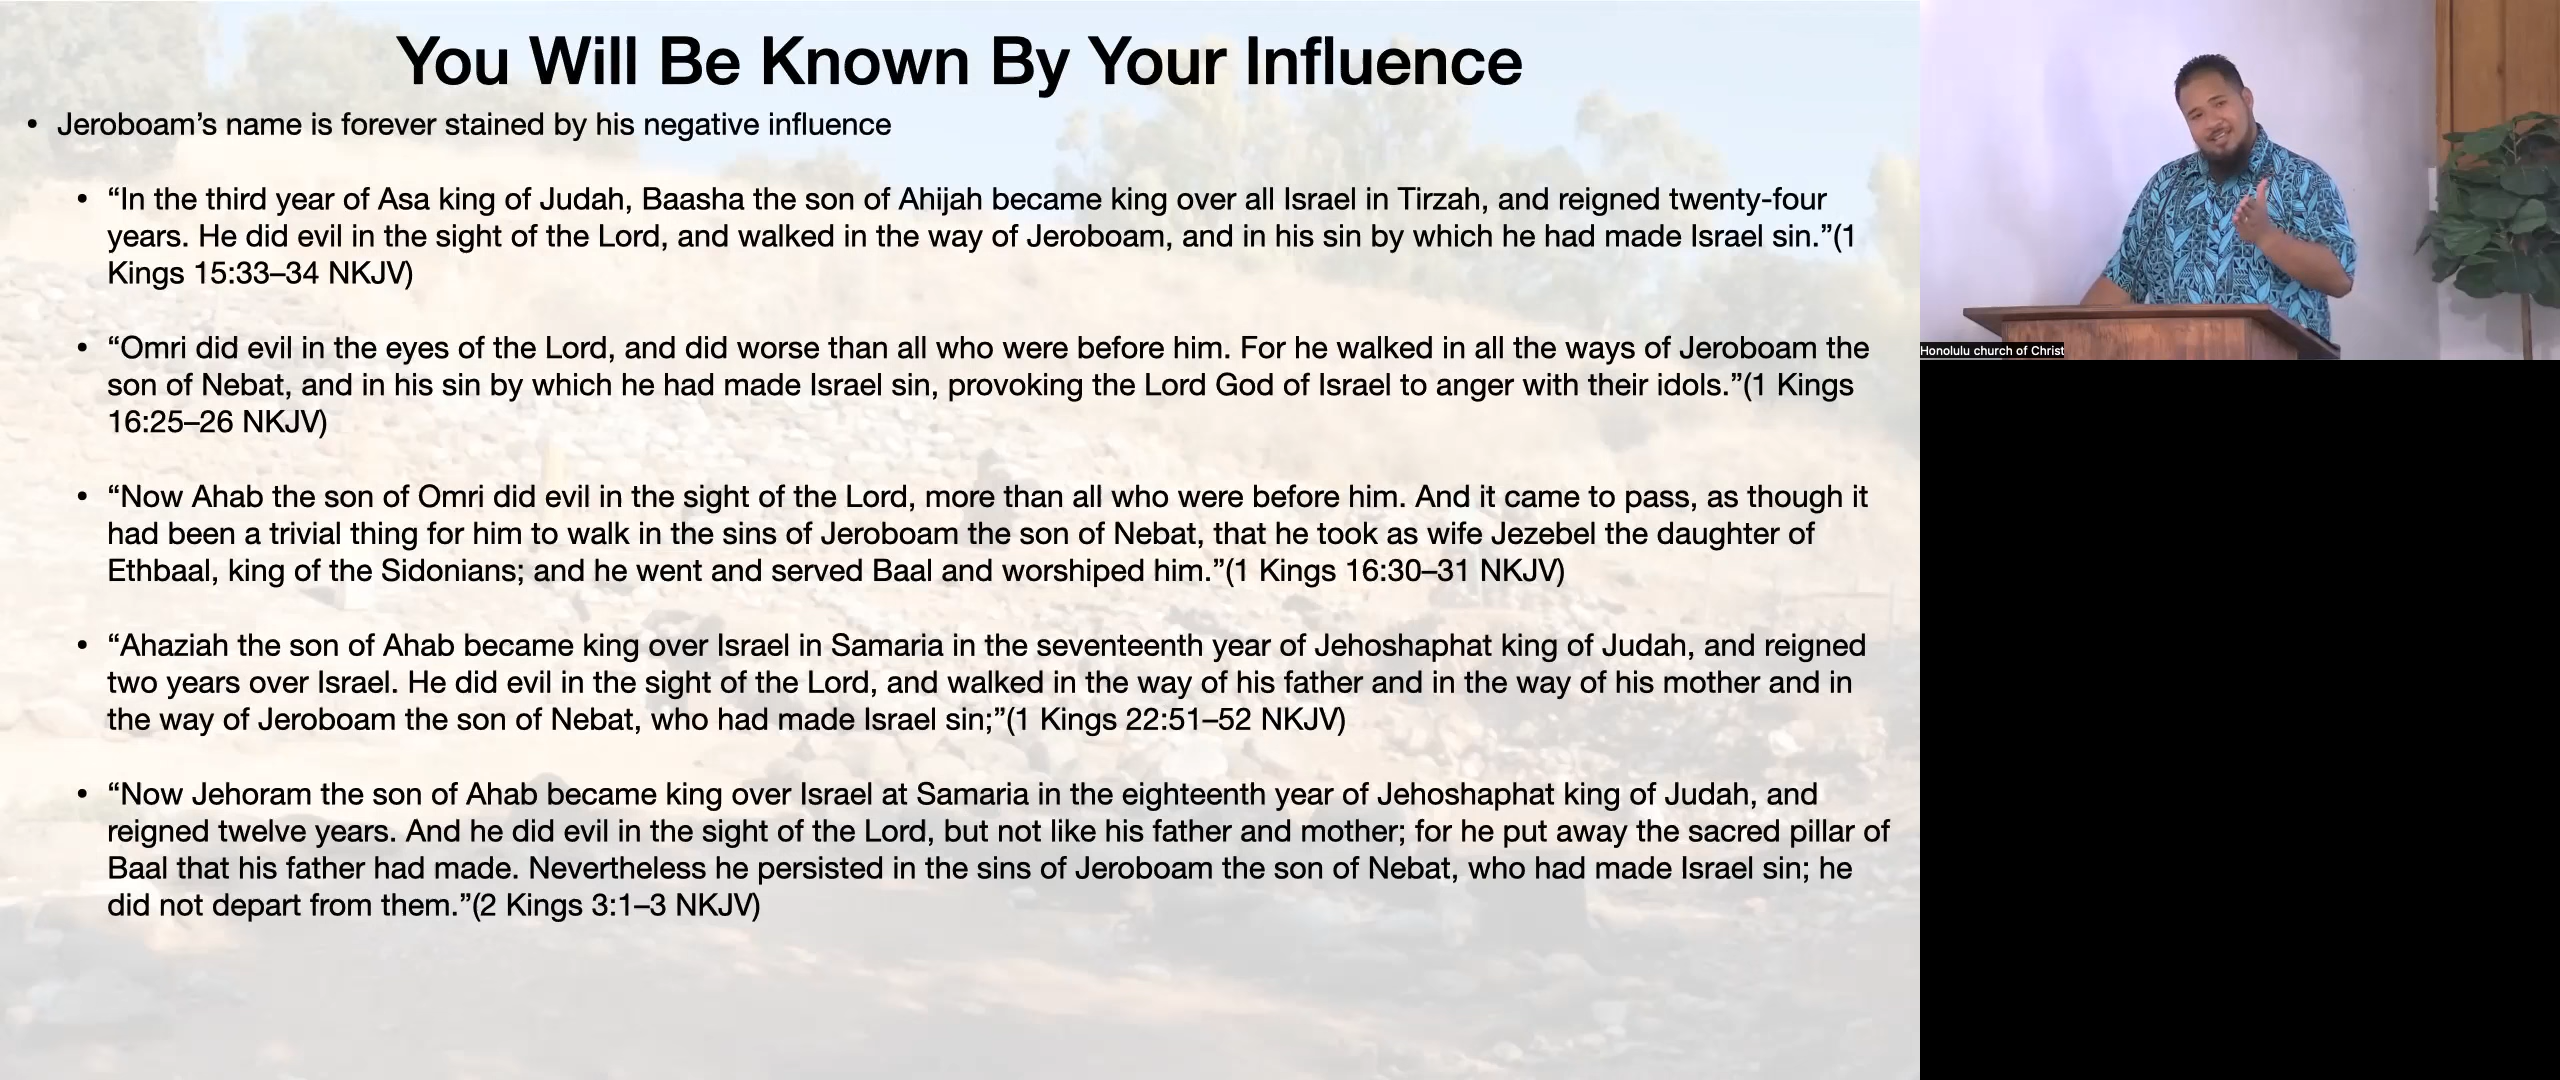 You Will Be Known By Your Influence
• Jeroboam’s name is forever stained by his negative influence
• “In the third year of Asa king of Judah, Baasha the son of Ahijah became king over all Israel in Tirzah, and reigned twenty-four
years. He did evil in the sight of the Lord, and walked in the way of Jeroboam, and in his sin by which he had made Israel sin.”(1
Kings 15:33–34 NKJV)
• “Omri did evil in the eyes of the Lord, and did worse than all who were before him. For he walked in all the ways of Jeroboam the
son of Nebat, and in his sin by which he had made Israel sin, provoking the Lord God of Israel to anger with their idols.”(1 Kings
16:25–26 NKJV)
• “Now Ahab the son of Omri did evil in the sight of the Lord, more than all who were before him. And it came to pass, as though it
had been a trivial thing for him to walk in the sins of Jeroboam the son of Nebat, that he took as wife Jezebel the daughter of
Ethbaal, king of the Sidonians; and he went and served Baal and worshiped him.”(1 Kings 16:30–31 NKJV)
• “Ahaziah the son of Ahab became king over Israel in Samaria in the seventeenth year of Jehoshaphat king of Judah, and reigned
two years over Israel. He did evil in the sight of the Lord, and walked in the way of his father and in the way of his mother and in
the way of Jeroboam the son of Nebat, who had made Israel sin;”(1 Kings 22:51–52 NKJV)
• “Now Jehoram the son of Ahab became king over Israel at Samaria in the eighteenth year of Jehoshaphat king of Judah, and
reigned twelve years. And he did evil in the sight of the Lord, but not like his father and mother; for he put away the sacred pillar of
Baal that his father had made. Nevertheless he persisted in the sins of Jeroboam the son of Nebat, who had made Israel sin; he
did not depart from them.”(2 Kings 3:1–3 NKJV)
Honolulu church of Christ